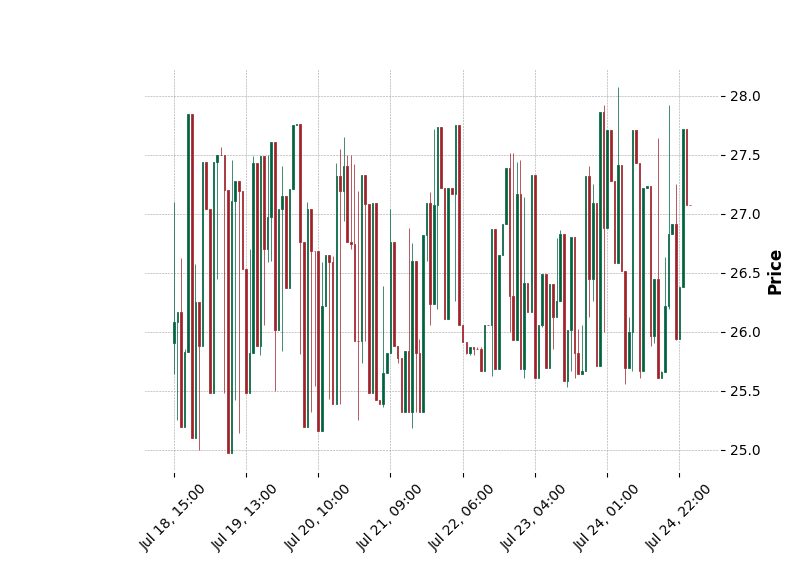 28.0
27.5
27.0
26.5
26.0
25.5
25.0
Price
Jul 18, 15:00
Jul 19, 13:00
Jul 20, 10:00
Jul 21, 09:00
Jul 22, 06:00
Jul 23, 04:00
Jul 24, 01:00
Jul 24, 22:00